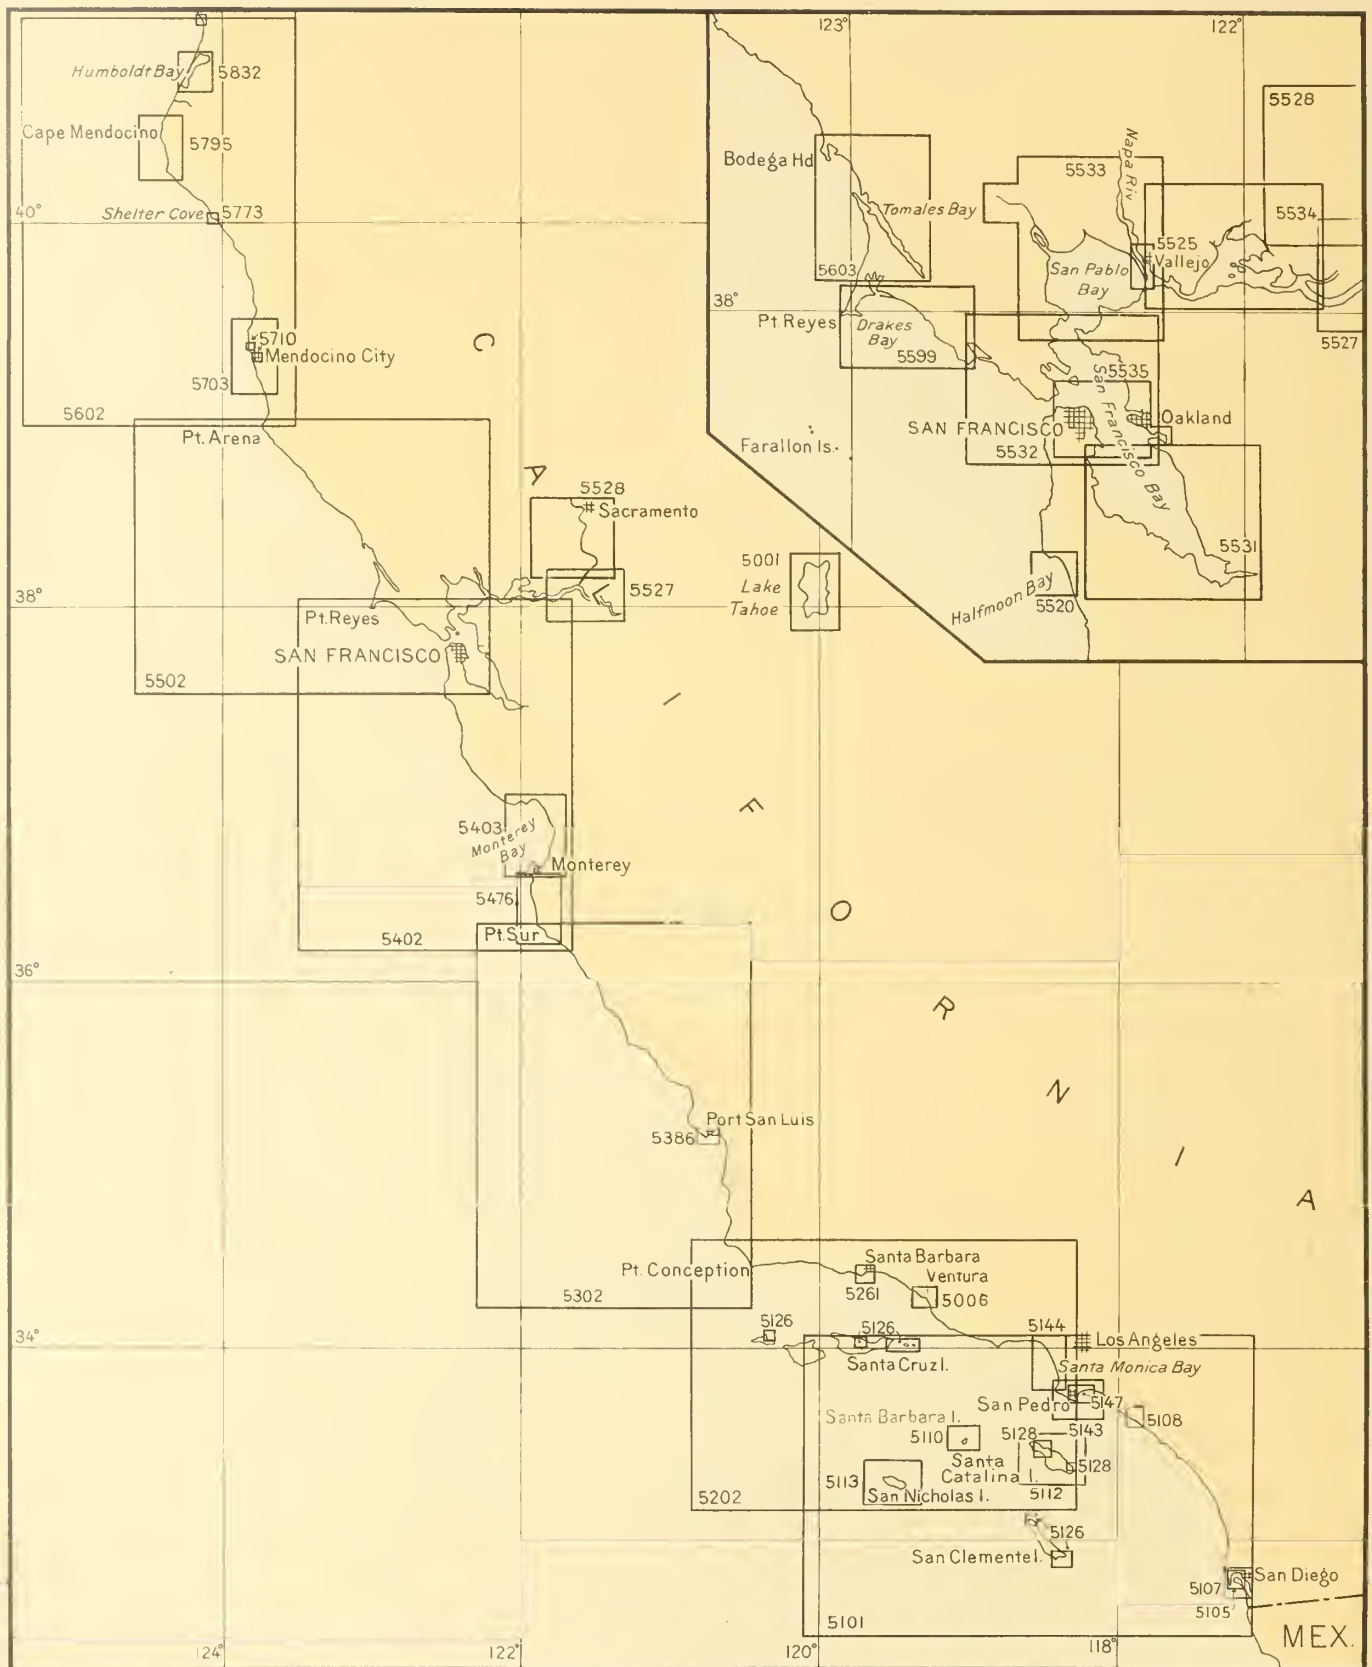 Humboldt Bay
5832
Cape Mendocino
5795
40°
Shelter Cove
5773
5710
Mendocino City
5703
5602
Pt. Arena
C
A
L
I
F
O
R
N
I
A
5528
Sacramento
5527
38°
Pt. Reyes
SAN FRANCISCO
5502
5001
Lake
Tahoe
5403
Monterey
Bay
Monterey
5476
Pt. Sur
5402
36°
Port San Luis
5386
Pt. Conception
5302
Santa Barbara
5261
Ventura
5006
34°
5126
5126
Santa Cruz I.
5144
Los Angeles
Santa Monica Bay
San Pedro
5147
5108
Santa Barbara I.
5110
5128
5143
Santa
Catalina I.
5128
5113
San Nicholas I.
5112
5202
5126
San Clemente I.
San Diego
5107
5105
5101
MEX.
124°
122°
120°
118°
123°
122°
5528
Bodega Hd
Napa Riv
5533
5534
Tomales Bay
5525
Vallejo
San Pablo
Bay
5603
38°
Pt. Reyes
Drakes
Bay
5599
5527
5535
San Francisco Bay
SAN FRANCISCO
Oakland
Farallon Is.
5532
5531
Halfmoon Bay
5520